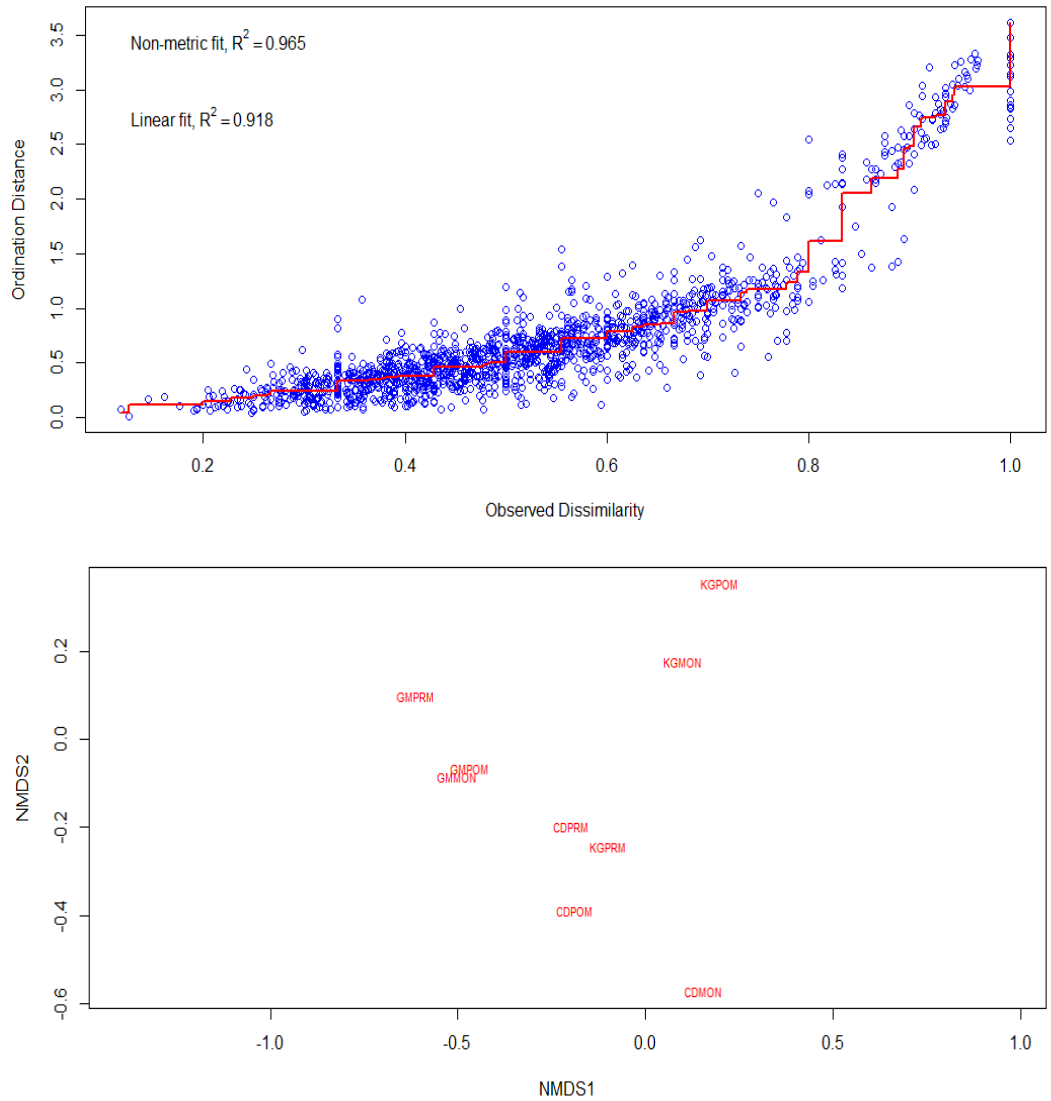 Non-metric fit, R² = 0.965
Linear fit, R² = 0.918
Ordination Distance
3.5
3.0
2.5
2.0
1.5
1.0
0.5
0.0
0.2 0.4 0.6 0.8 1.0
Observed Dissimilarity
KGPOM
KGMON
GMPRM
GMPOM
GMMON
CDPRM
KGPRM
CDPOM
CDMON
NMDS2
0.2
0.0
-0.2
-0.4
-0.6
-1.0 -0.5 0.0 0.5 1.0
NMDS1